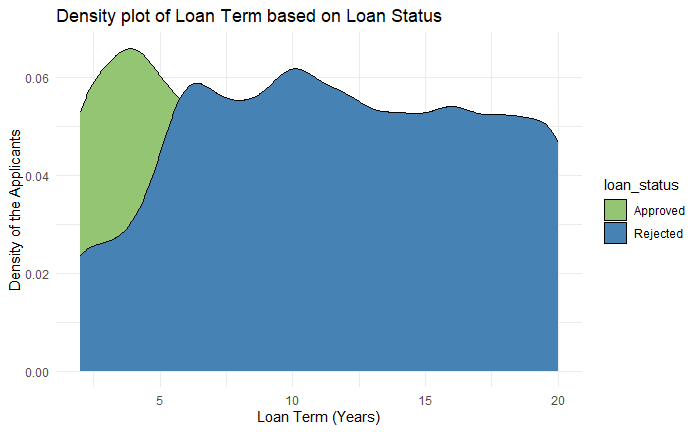 Density plot of Loan Term based on Loan Status
Density of the Applicants
0.06
0.04
0.02
0.00
5
10
15
20
Loan Term (Years)
loan_status
Approved
Rejected